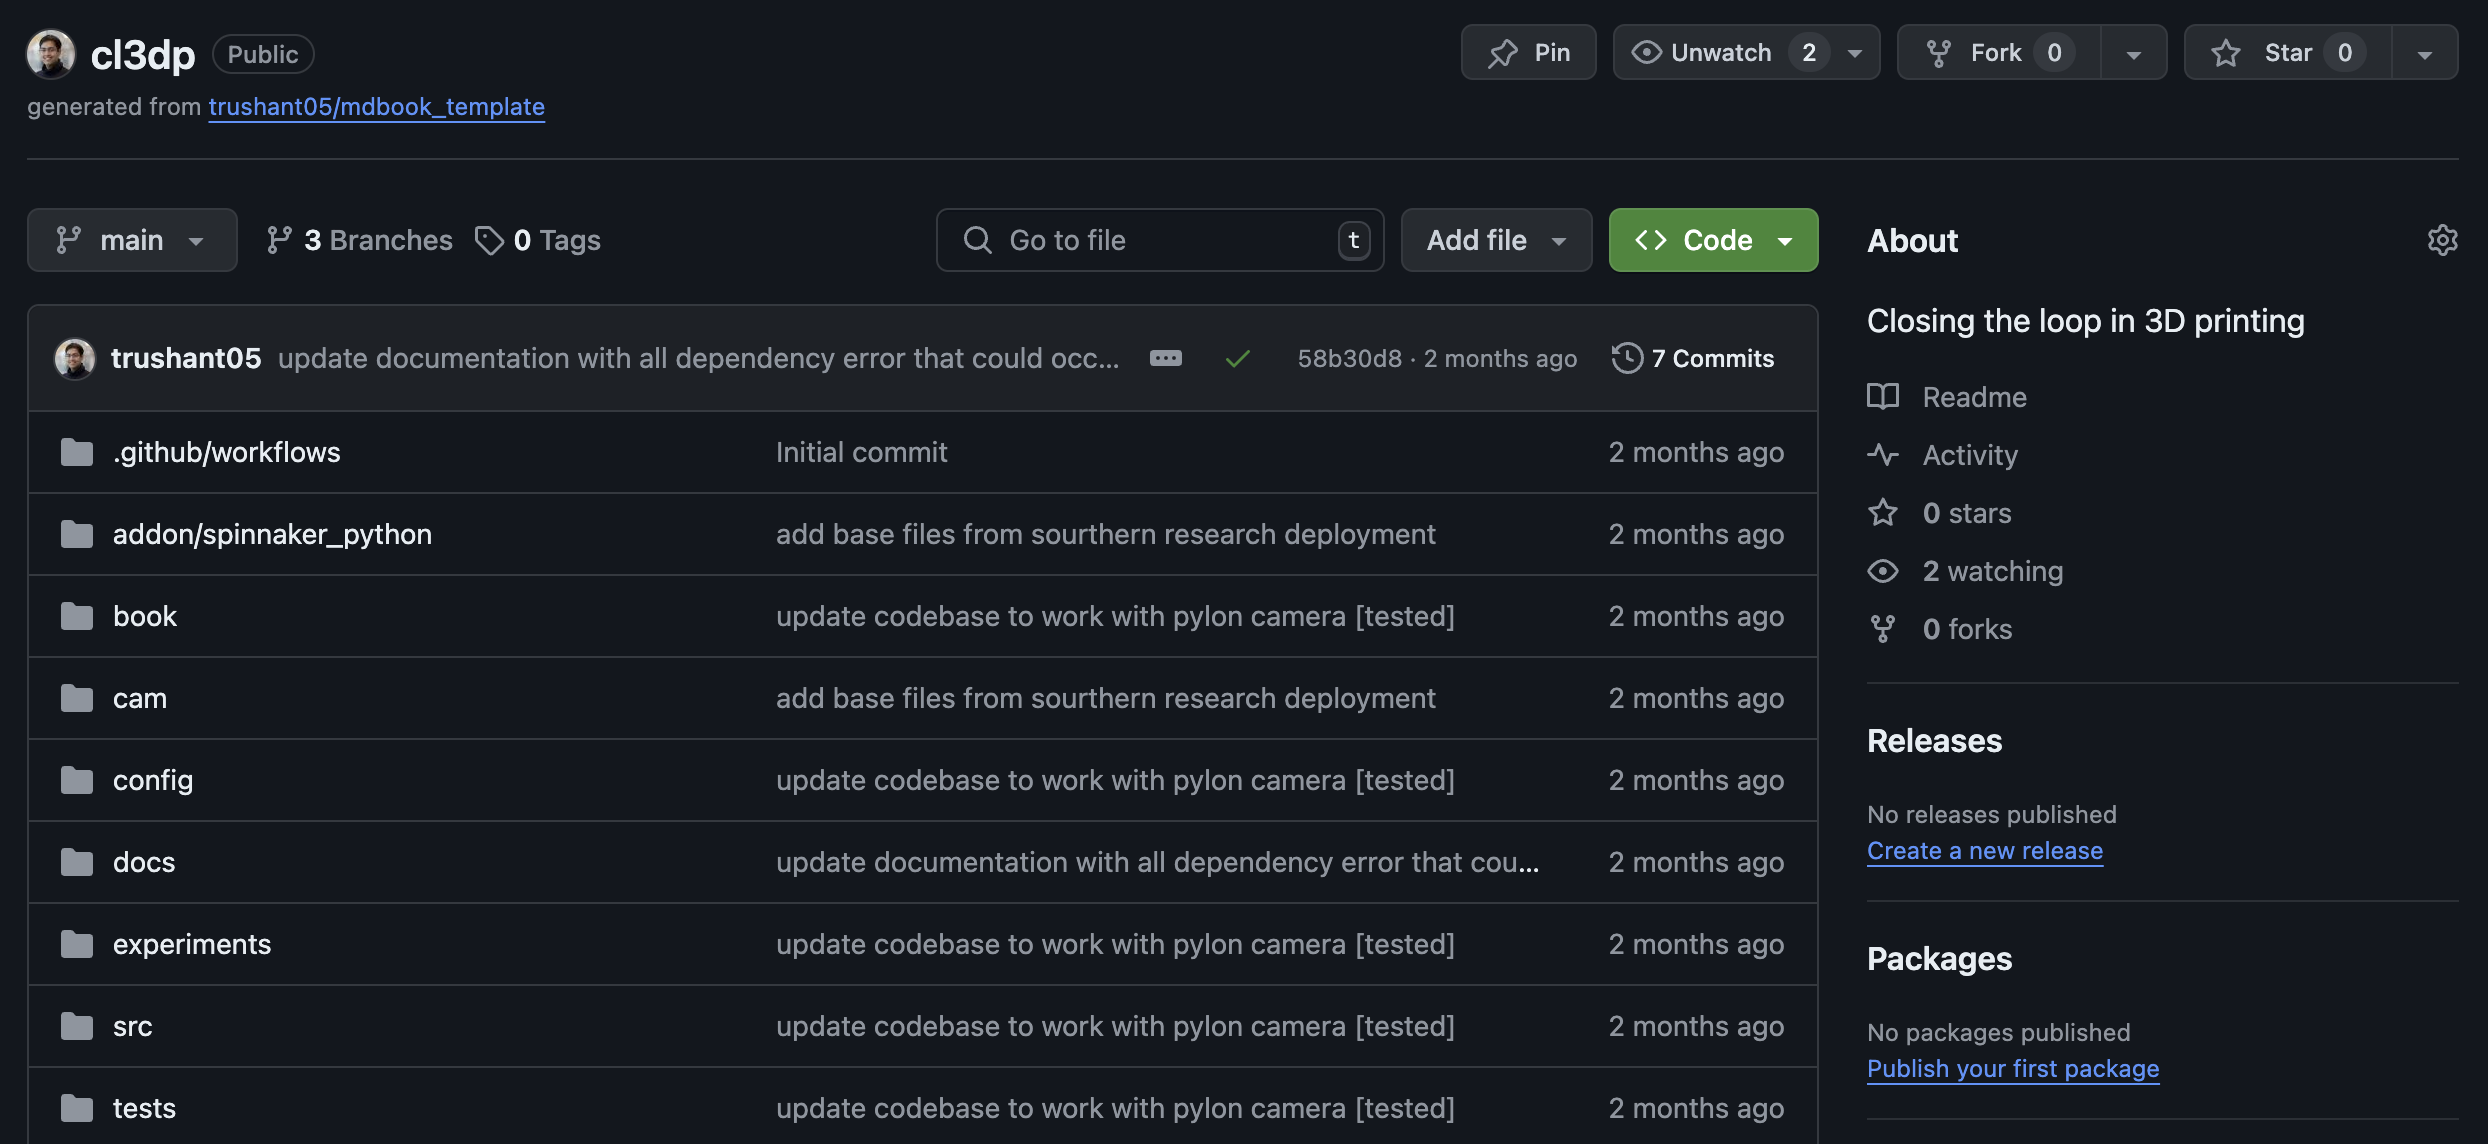 cl3dp Public
Pin
Unwatch 2
Fork 0
Star 0
generated from trushant05/mdbook_template
main
3 Branches
0 Tags
Go to file t
Add file
Code
trushant05 update documentation with all dependency error that could occ... 58b30d8 · 2 months ago 7 Commits
.github/workflows Initial commit 2 months ago
addon/spinnaker_python add base files from sourthern research deployment 2 months ago
book update codebase to work with pylon camera [tested] 2 months ago
cam add base files from sourthern research deployment 2 months ago
config update codebase to work with pylon camera [tested] 2 months ago
docs update documentation with all dependency error that cou... 2 months ago
experiments update codebase to work with pylon camera [tested] 2 months ago
src update codebase to work with pylon camera [tested] 2 months ago
tests update codebase to work with pylon camera [tested] 2 months ago
About
Closing the loop in 3D printing
Readme
Activity
0 stars
2 watching
0 forks
Releases
No releases published
Create a new release
Packages
No packages published
Publish your first package